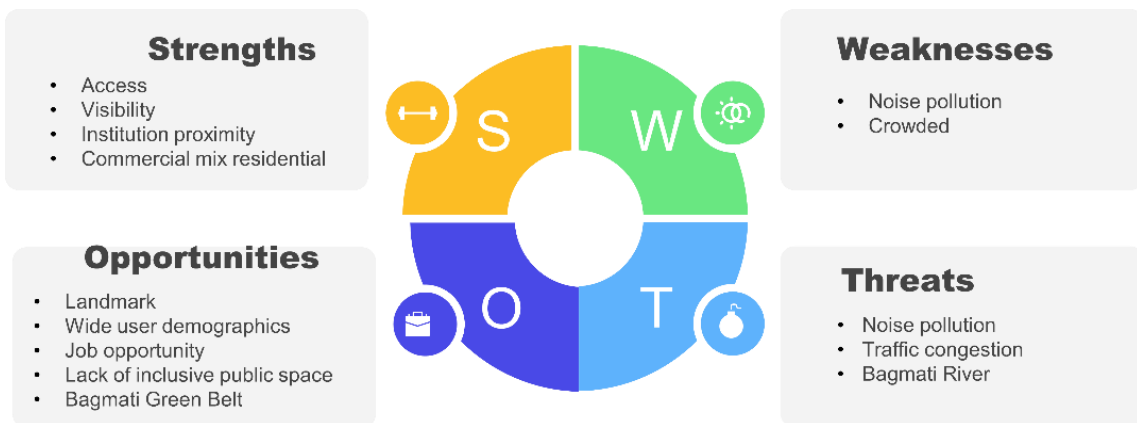 Strengths
• Access
• Visibility
• Institution proximity
• Commercial mix residential
Weaknesses
• Noise pollution
• Crowded
S
W
O
T
Opportunities
• Landmark
• Wide user demographics
• Job opportunity
• Lack of inclusive public space
• Bagmati Green Belt
Threats
• Noise pollution
• Traffic congestion
• Bagmati River